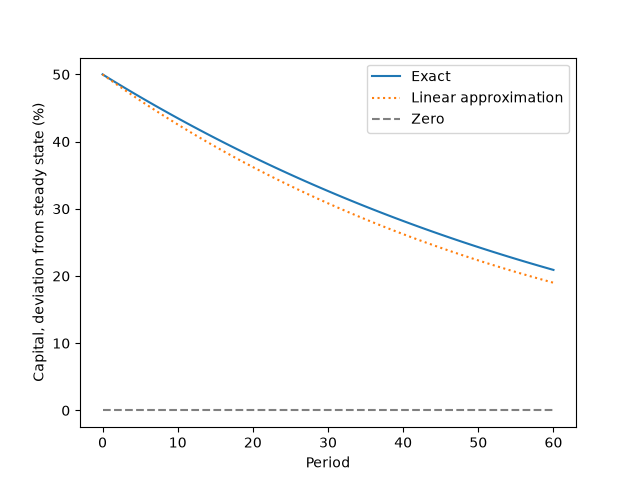 Exact
Linear approximation
Zero
50
40
30
20
10
0
Capital, deviation from steady state (%)
0 10 20 30 40 50 60
Period